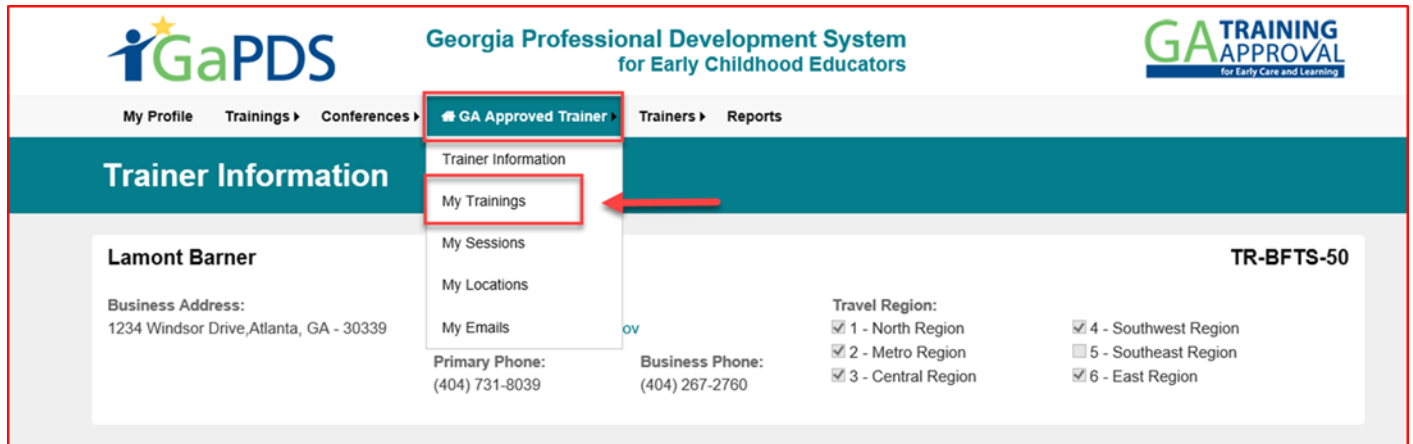 GaPDS
Georgia Professional Development System
for Early Childhood Educators
GA TRAINING
APPROVAL
for Early Care and Learning
My Profile Trainings Conferences GA Approved Trainer Trainers Reports
Trainer Information
Trainer Information
My Trainings
My Sessions
My Locations
My Emails
Lamont Barner
TR-BFTS-50
Business Address:
1234 Windsor Drive,Atlanta, GA - 30339
ov
Primary Phone:
(404) 731-8039
Business Phone:
(404) 267-2760
Travel Region:
1 - North Region
2 - Metro Region
3 - Central Region
4 - Southwest Region
5 - Southeast Region
6 - East Region